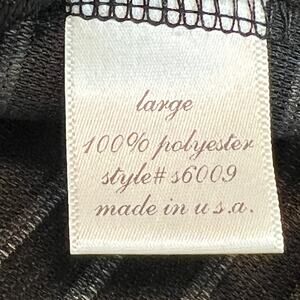 large
100% polyester
style# s6009
made in u.s.a.